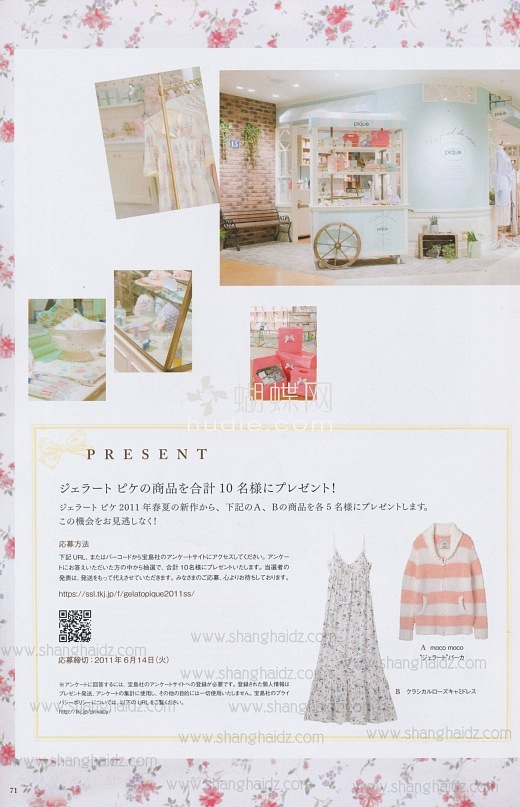 pique
15
pique
pique
蝴蝶网
hudie.com
PRESENT
ジェラート ピケの商品を合計 10 名様にプレゼント!
ジェラート ピケ 2011 年春夏の新作から、下記のA、Bの商品を各 5 名様にプレゼントします。
この機会をお見逃しなく!
応募方法
下記 URL、またはバーコードから宝島社のアンケートサイトにアクセスしてください。アンケー
トにお答えいただいた方の中から抽選で、合計 10名様にプレゼントいたします。当選者の
発表は、発送をもって代えさせていただきます。みなさまのご応募、心よりお待ちしております。
https://ssl.tkj.jp/f/gelatopique2011ss/
応募締切:2011年 6月14日(火)
※アンケートに回答するには、宝島社のアンケートサイトへの登録が必要です。登録された個人情報は
プレゼント発送、アンケートの集計に使用し、その他の目的には一切使用いたしません。宝島社のプライ
バシーポリシーについては、以下の URLをご覧ください。
http://tkj.jp/privacy/
A moco moco
"ジェラート"パーカ
B クラシカルローズキャミドレス
www.shanghaidz.com
www.shanghaidz.com
www.shanghaidz.com
www.shanghaidz.com
www.shanghaidz.com
www.shanghaidz.com
www.shanghaidz.com
www.shanghaidz.com
71